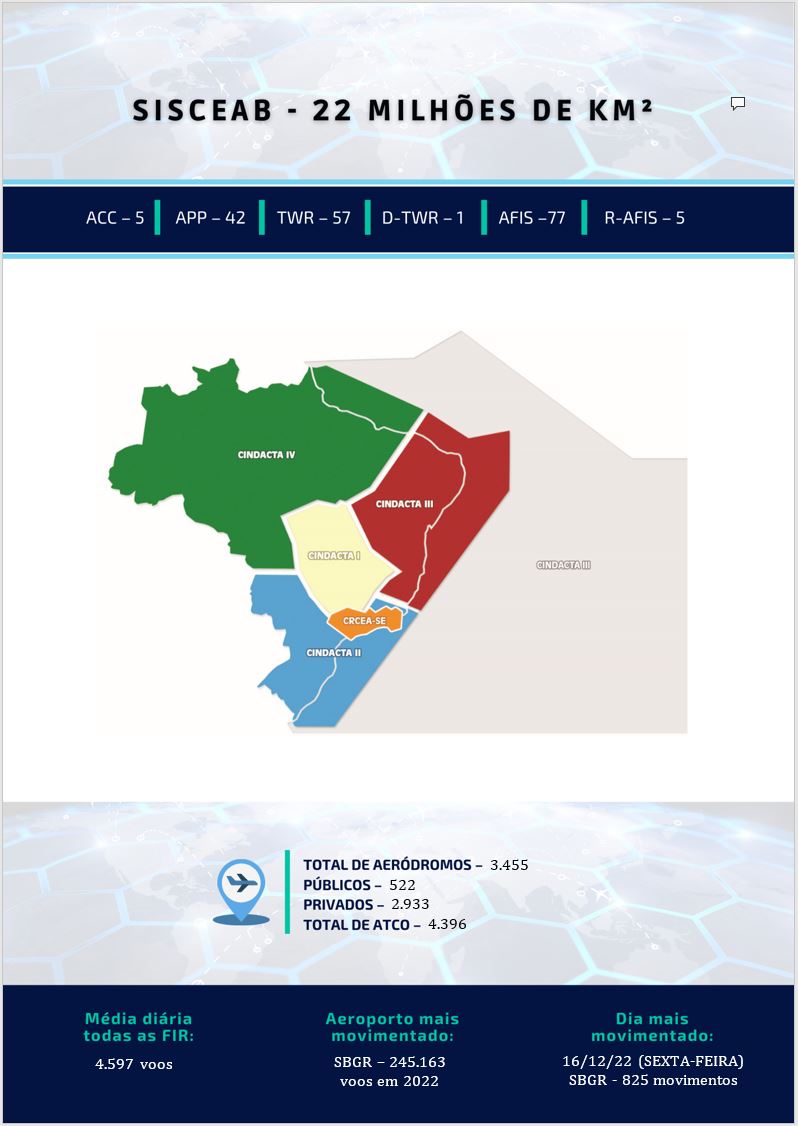 SISCEAB - 22 MILHÕES DE KM²
ACC – 5 APP – 42 TWR – 57 D-TWR – 1 AFIS –77 R-AFIS – 5
CINDACTA IV
CINDACTA III
CINDACTA I
CINDACTA III
CRCEA-SE
CINDACTA II
TOTAL DE AERÓDROMOS – 3.455
PÚBLICOS – 522
PRIVADOS – 2.933
TOTAL DE ATCO – 4.396
Média diária
todas as FIR:
4.597 voos
Aeroporto mais
movimentado:
SBGR – 245.163
voos em 2022
Dia mais
movimentado:
16/12/22 (SEXTA-FEIRA)
SBGR - 825 movimentos